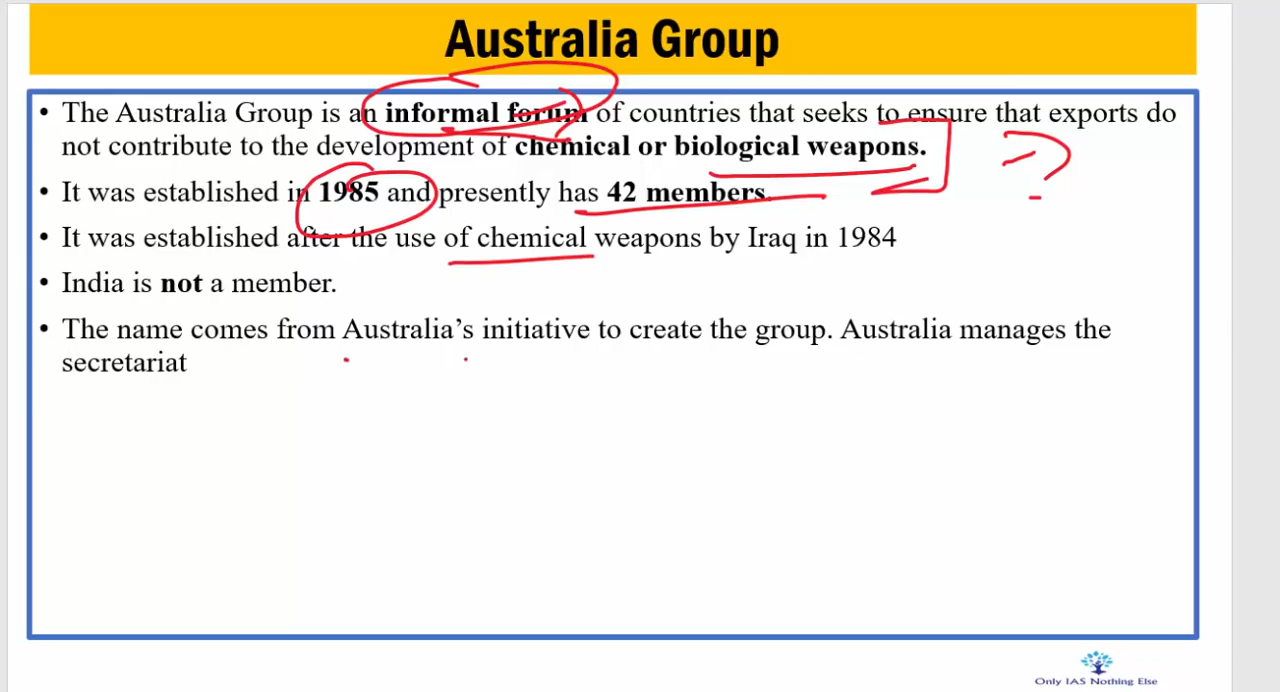 Australia Group
• The Australia Group is an informal forum of countries that seeks to ensure that exports do
not contribute to the development of chemical or biological weapons.
• It was established in 1985 and presently has 42 members.
• It was established after the use of chemical weapons by Iraq in 1984
• India is not a member.
• The name comes from Australia's initiative to create the group. Australia manages the
secretariat
?
Only IAS Nothing Else